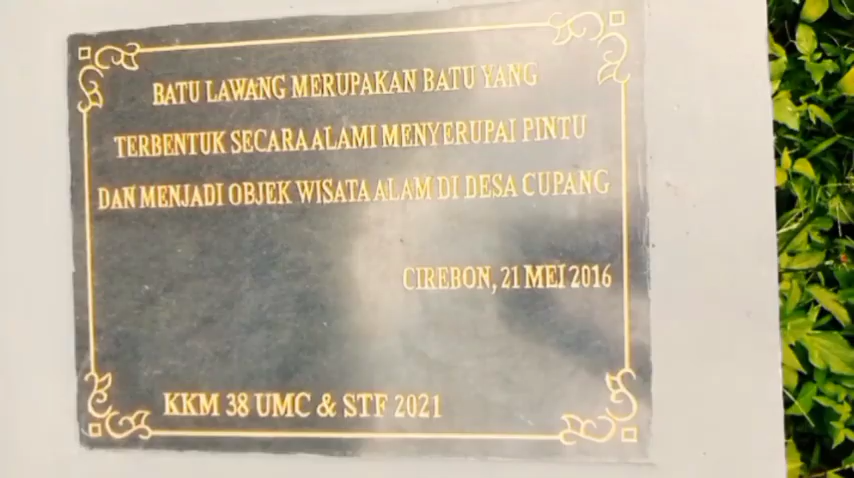 BATU LAWANG MERUPAKAN BATU YANG
TERBENTUK SECARA ALAMI MENYERUPAI PINTU
DAN MENJADI OBJEK WISATA ALAM DI DESA CUPANG
CIREBON, 21 MEI 2016
KKM 38 UMC & STF 2021